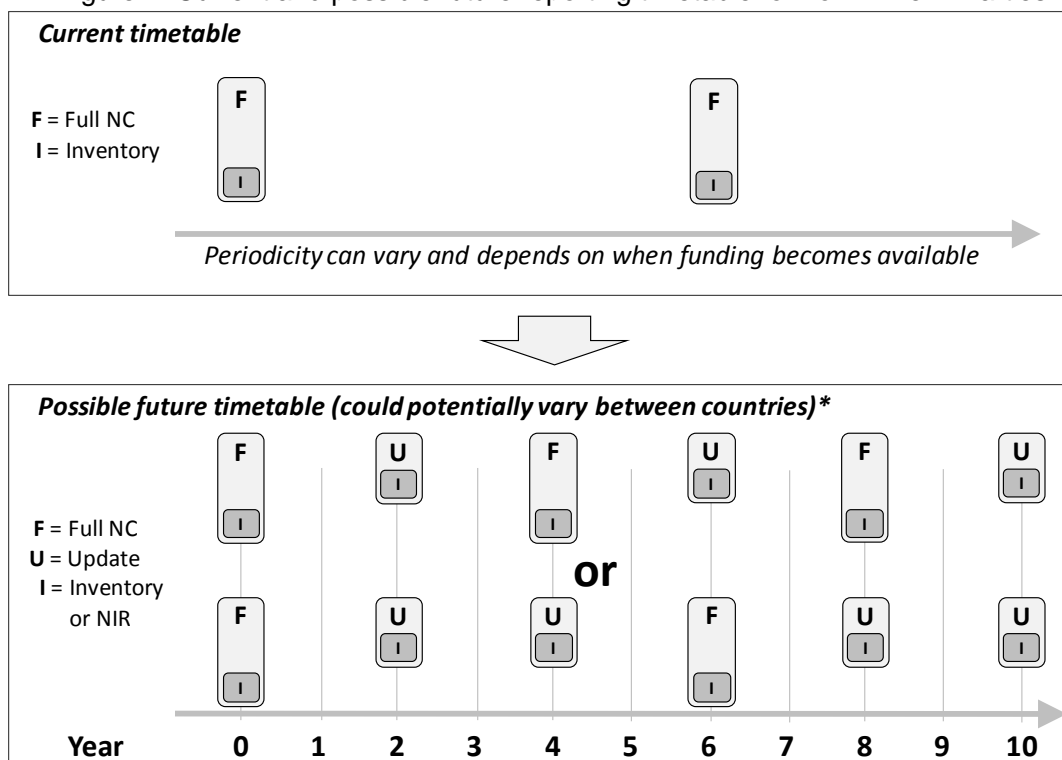 Current timetable
F F
F = Full NC
I = Inventory
I I
Periodicity can vary and depends on when funding becomes available
Possible future timetable (could potentially vary between countries)*
F U F U F U
I I
I I I I
F = Full NC
U = Update
I = Inventory
or NIR
or
F U U F U U
I I I I
I I
Year 0 1 2 3 4 5 6 7 8 9 10